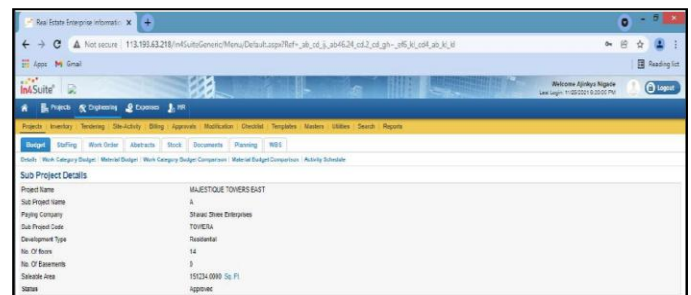 Real Estate Enterprise Informatio
Not secure | 113.193.63.218/In4SuiteGeneric/Menu/Default.aspx?Ref=
Apps Gmail Reading list
In4Suite
Welcome Ajinkya Nigade
Last Login:
Logout
Projects Engineering Expenses HR
Projects Inventory Tendering Site-Activity Billing Approvals Modification Checklist Templates Masters Utilities Search Reports
Budget Staffing Work Order Abstracts Stock Documents Planning WBS
Details Work Category Budget Material Budget Work Category Budget Comparison Material Budget Comparison Activity Schedule
Sub Project Details
Project Name MAJESTIQUE TOWERS EAST
Sub Project Name A
Paying Company Sharad Shree Enterprises
Sub Project Code TOWERA
Development Type Residential
No. Of floors 14
No. Of Basements 0
Saleable Area 151234.0000 Sq. Ft.
Status Approved